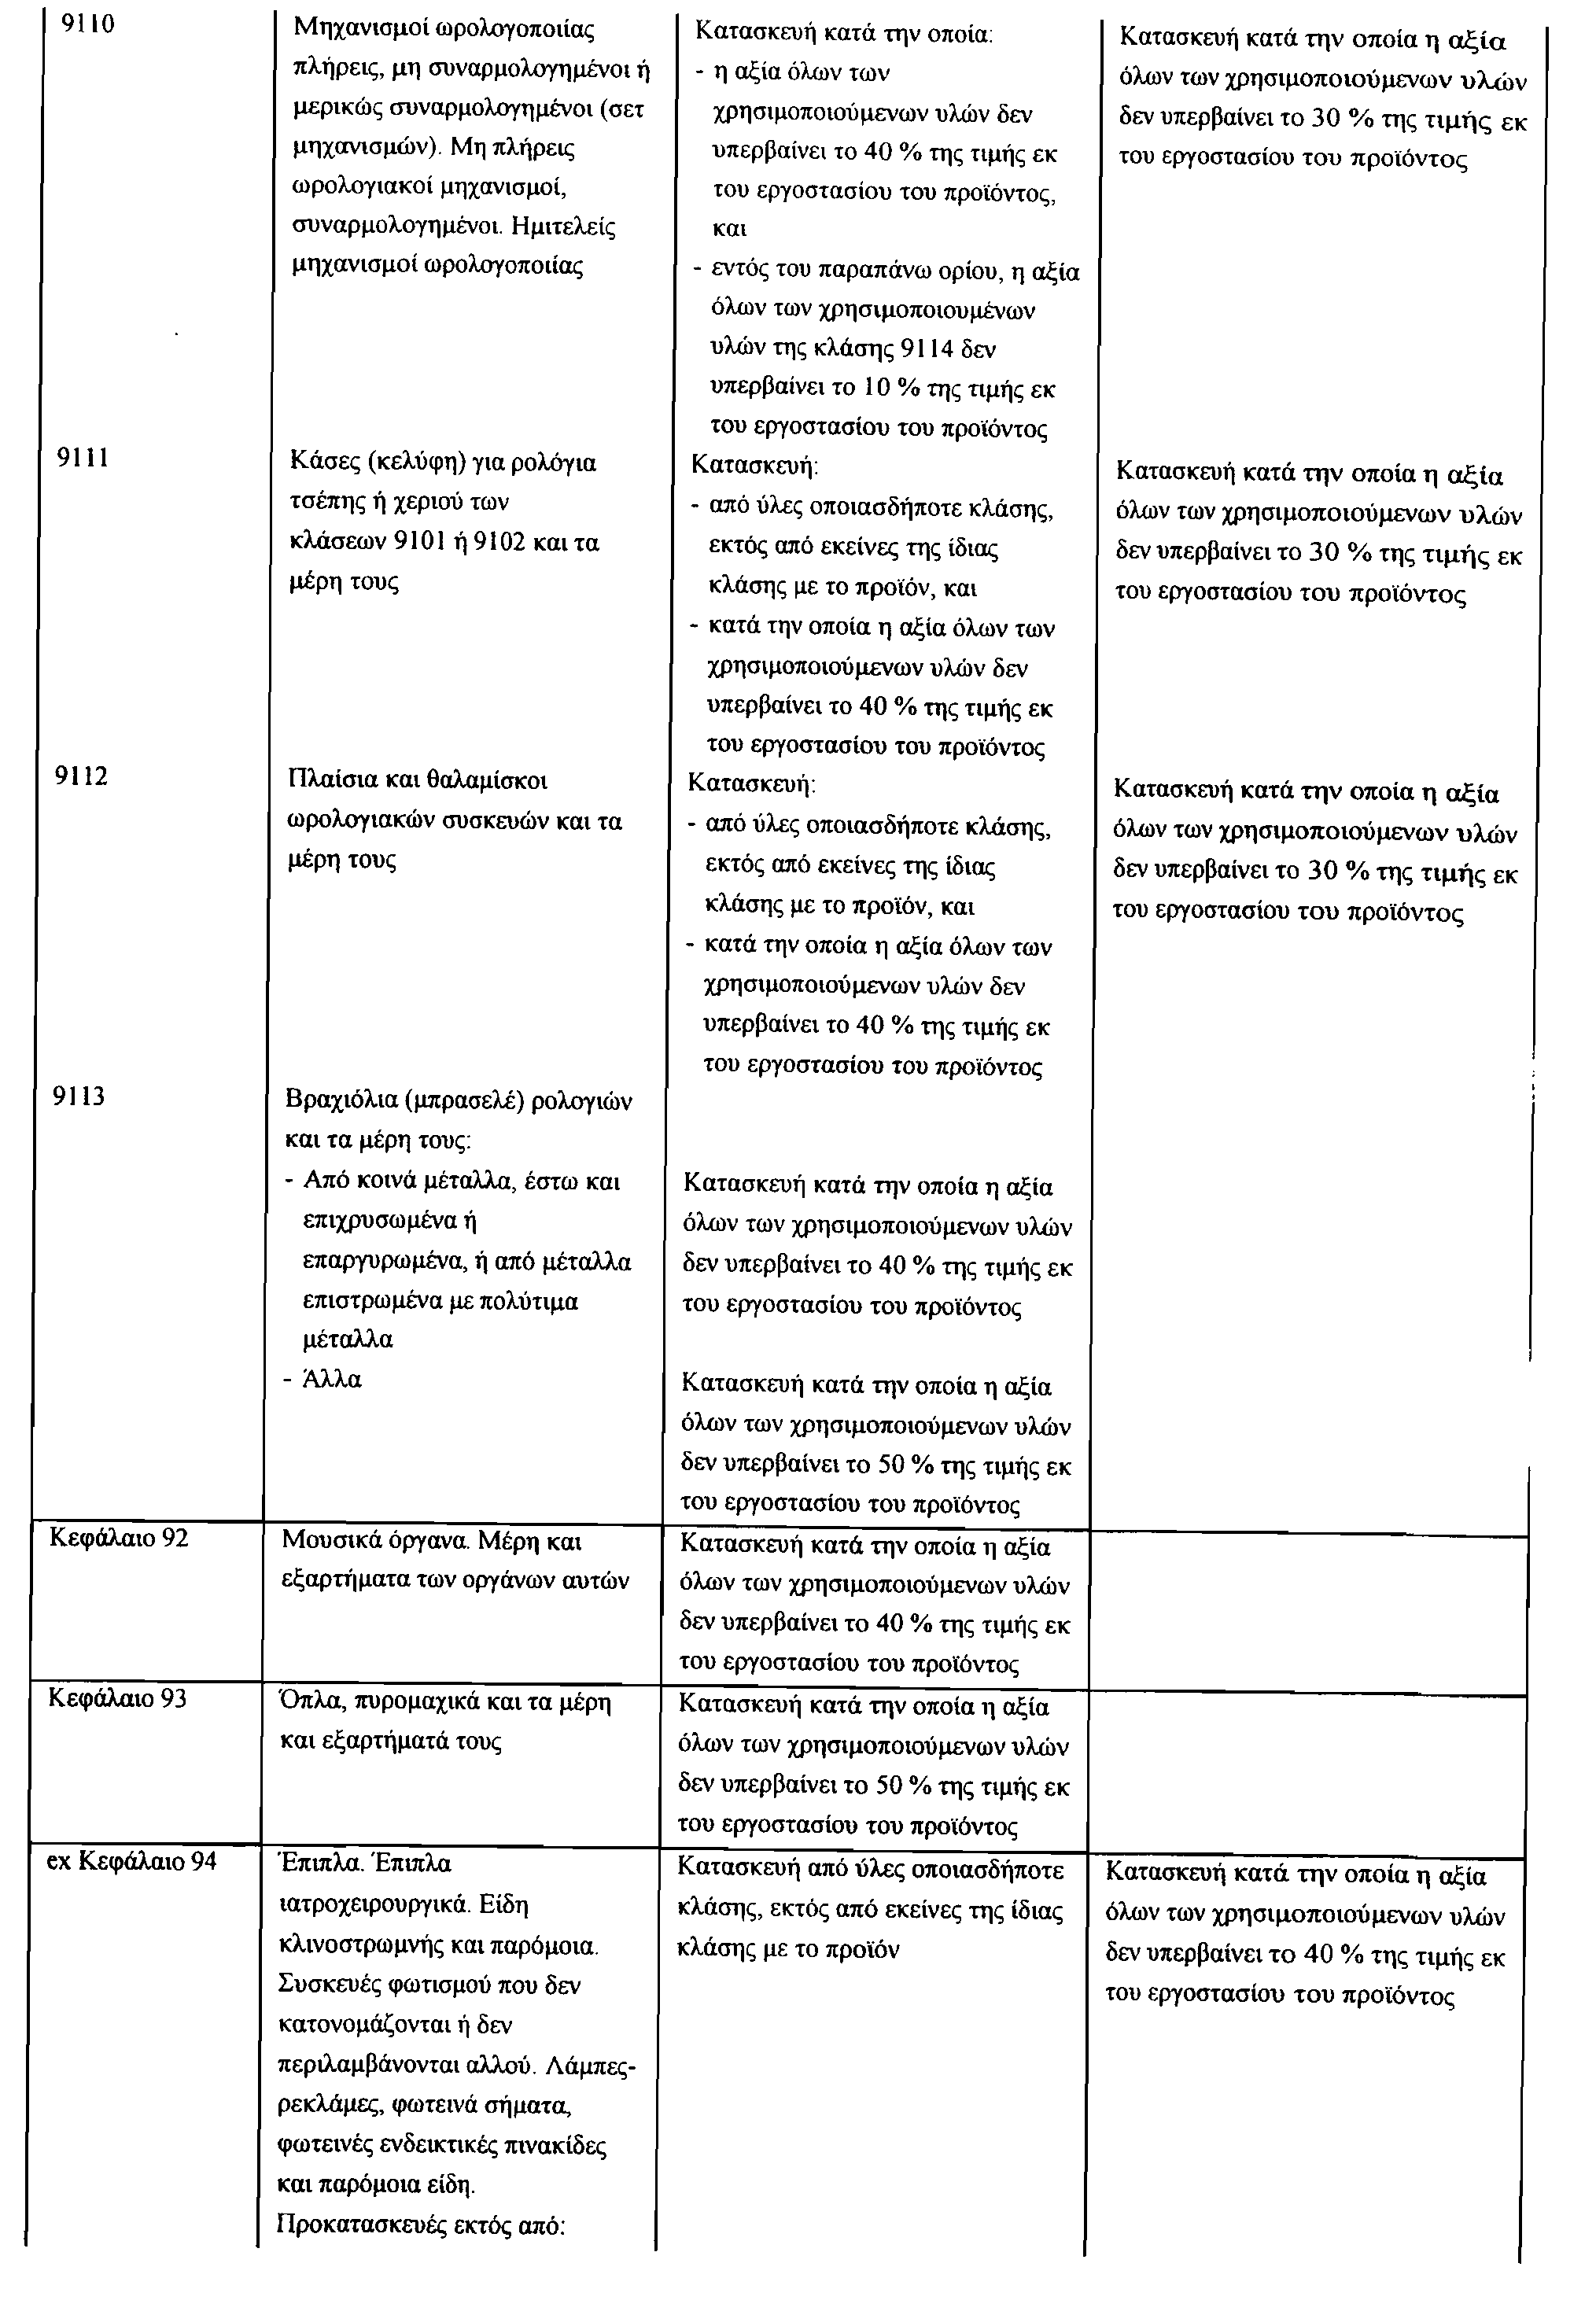 9110
Μηχανισμοί ωρολογοποιίας
πλήρεις, μη συναρμολογημένοι ή
μερικώς συναρμολογημένοι (σετ
μηχανισμών). Μη πλήρεις
ωρολογιακοί μηχανισμοί,
συναρμολογημένοι. Ημιτελείς
μηχανισμοί ωρολογοποιίας
Κατασκευή κατά την οποία:
- η αξία όλων των
χρησιμοποιούμενων υλών δεν
υπερβαίνει το 40 % της τιμής εκ
του εργοστασίου του προϊόντος,
και
- εντός του παραπάνω ορίου, η αξία
όλων των χρησιμοποιουμένων
υλών της κλάσης 9114 δεν
υπερβαίνει το 10 % της τιμής εκ
του εργοστασίου του προϊόντος
Κατασκευή κατά την οποία η αξία
όλων των χρησιμοποιούμενων υλών
δεν υπερβαίνει το 30 % της τιμής εκ
του εργοστασίου του προϊόντος
9111
Κάσες (κελύφη) για ρολόγια
τσέπης ή χεριού των
κλάσεων 9101 ή 9102 και τα
μέρη τους
Κατασκευή:
- από ύλες οποιασδήποτε κλάσης,
εκτός από εκείνες της ίδιας
κλάσης με το προϊόν, και
- κατά την οποία η αξία όλων των
χρησιμοποιούμενων υλών δεν
υπερβαίνει το 40 % της τιμής εκ
του εργοστασίου του προϊόντος
Κατασκευή κατά την οποία η αξία
όλων των χρησιμοποιούμενων υλών
δεν υπερβαίνει το 30 % της τιμής εκ
του εργοστασίου του προϊόντος
9112
Πλαίσια και θαλαμίσκοι
ωρολογιακών συσκευών και τα
μέρη τους
Κατασκευή:
- από ύλες οποιασδήποτε κλάσης,
εκτός από εκείνες της ίδιας
κλάσης με το προϊόν, και
- κατά την οποία η αξία όλων των
χρησιμοποιούμενων υλών δεν
υπερβαίνει το 40 % της τιμής εκ
του εργοστασίου του προϊόντος
Κατασκευή κατά την οποία η αξία
όλων των χρησιμοποιούμενων υλών
δεν υπερβαίνει το 30 % της τιμής εκ
του εργοστασίου του προϊόντος
9113
Βραχιόλια (μπρασελέ) ρολογιών
και τα μέρη τους:
- Από κοινά μέταλλα, έστω και
επιχρυσωμένα ή
επαργυρωμένα, ή από μέταλλα
επιστρωμένα με πολύτιμα
μέταλλα
Κατασκευή κατά την οποία η αξία
όλων των χρησιμοποιούμενων υλών
δεν υπερβαίνει το 40 % της τιμής εκ
του εργοστασίου του προϊόντος
- Άλλα
Κατασκευή κατά την οποία η αξία
όλων των χρησιμοποιούμενων υλών
δεν υπερβαίνει το 50 % της τιμής εκ
του εργοστασίου του προϊόντος
Κεφάλαιο 92
Μουσικά όργανα. Μέρη και
εξαρτήματα των οργάνων αυτών
Κατασκευή κατά την οποία η αξία
όλων των χρησιμοποιούμενων υλών
δεν υπερβαίνει το 40 % της τιμής εκ
του εργοστασίου του προϊόντος
Κεφάλαιο 93
Όπλα, πυρομαχικά και τα μέρη
και εξαρτήματά τους
Κατασκευή κατά την οποία η αξία
όλων των χρησιμοποιούμενων υλών
δεν υπερβαίνει το 50 % της τιμής εκ
του εργοστασίου του προϊόντος
ex Κεφάλαιο 94
Έπιπλα. Έπιπλα
ιατροχειρουργικά. Είδη
κλινοστρωμνής και παρόμοια.
Συσκευές φωτισμού που δεν
κατονομάζονται ή δεν
περιλαμβάνονται αλλού. Λάμπες-
ρεκλάμες, φωτεινά σήματα,
φωτεινές ενδεικτικές πινακίδες
και παρόμοια είδη.
Προκατασκευές εκτός από:
Κατασκευή από ύλες οποιασδήποτε
κλάσης, εκτός από εκείνες της ίδιας
κλάσης με το προϊόν
Κατασκευή κατά την οποία η αξία
όλων των χρησιμοποιούμενων υλών
δεν υπερβαίνει το 40 % της τιμής εκ
του εργοστασίου του προϊόντος